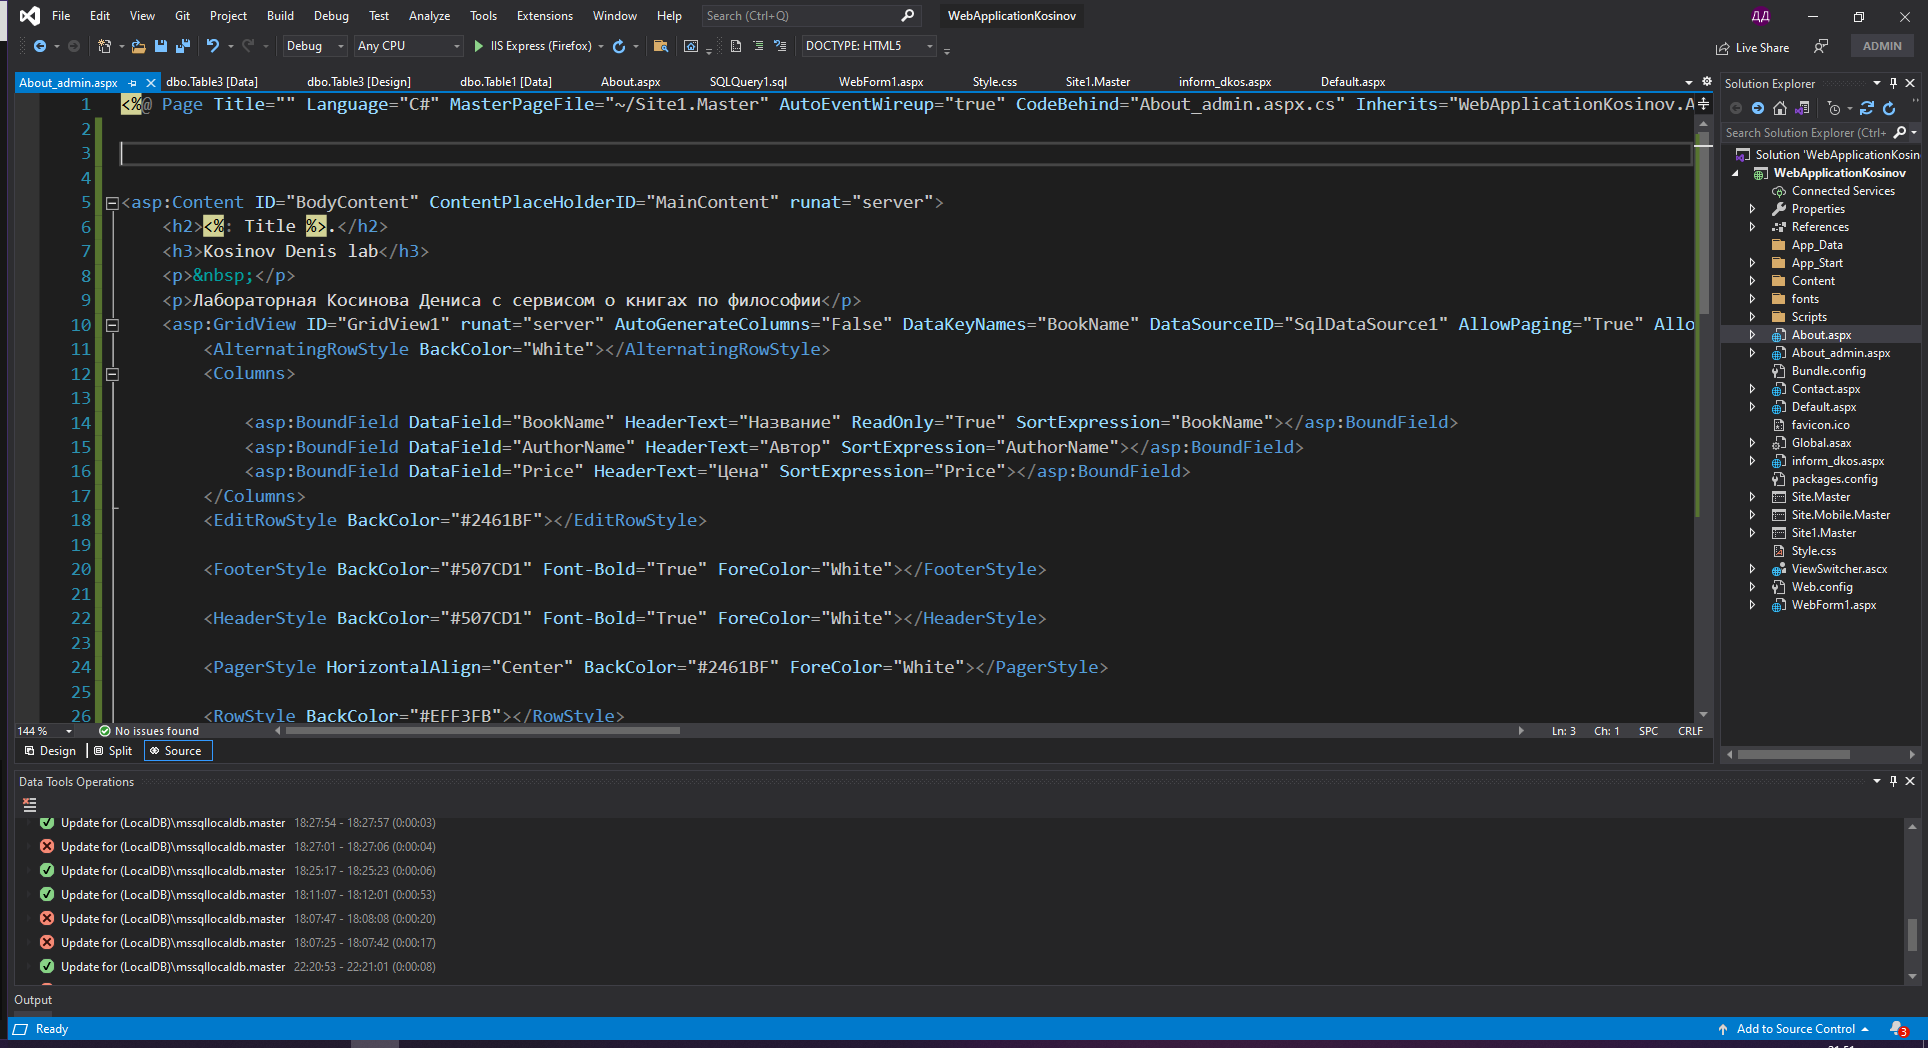 File Edit View Git Project Build Debug Test Analyze Tools Extensions Window Help Search (Ctrl+Q) WebApplicationKosinov ДД
Debug Any CPU IIS Express (Firefox) DOCTYPE: HTML5 Live Share ADMIN
About_admin.aspx dbo.Table3 [Data] dbo.Table3 [Design] dbo.Table1 [Data] About.aspx SQLQuery1.sql WebForm1.aspx Style.css Site1.Master inform_dkos.aspx Default.aspx
1 <%@ Page Title="" Language="C#" MasterPageFile="~/Site1.Master" AutoEventWireup="true" CodeBehind="About_admin.aspx.cs" Inherits="WebApplicationKosinov.A
2
3
4
5 <asp:Content ID="BodyContent" ContentPlaceHolderID="MainContent" runat="server">
6 <h2><%: Title %>.</h2>
7 <h3>Kosinov Denis lab</h3>
8 <p>&nbsp;</p>
9 <p>Лабораторная Косинова Дениса с сервисом о книгах по философии</p>
10 <asp:GridView ID="GridView1" runat="server" AutoGenerateColumns="False" DataKeyNames="BookName" DataSourceID="SqlDataSource1" AllowPaging="True" Allo
11 <AlternatingRowStyle BackColor="White"></AlternatingRowStyle>
12 <Columns>
13
14 <asp:BoundField DataField="BookName" HeaderText="Название" ReadOnly="True" SortExpression="BookName"></asp:BoundField>
15 <asp:BoundField DataField="AuthorName" HeaderText="Автор" SortExpression="AuthorName"></asp:BoundField>
16 <asp:BoundField DataField="Price" HeaderText="Цена" SortExpression="Price"></asp:BoundField>
17 </Columns>
18 <EditRowStyle BackColor="#2461BF"></EditRowStyle>
19
20 <FooterStyle BackColor="#507CD1" Font-Bold="True" ForeColor="White"></FooterStyle>
21
22 <HeaderStyle BackColor="#507CD1" Font-Bold="True" ForeColor="White"></HeaderStyle>
23
24 <PagerStyle HorizontalAlign="Center" BackColor="#2461BF" ForeColor="White"></PagerStyle>
25
26 <RowStyle BackColor="#EFF3FB"></RowStyle>
144 % No issues found Ln: 3 Ch: 1 SPC CRLF
Design Split Source
Solution Explorer
Search Solution Explorer (Ctrl+
Solution 'WebApplicationKosin
WebApplicationKosinov
Connected Services
Properties
References
App_Data
App_Start
Content
fonts
Scripts
About.aspx
About_admin.aspx
Bundle.config
Contact.aspx
Default.aspx
favicon.ico
Global.asax
inform_dkos.aspx
packages.config
Site.Master
Site.Mobile.Master
Site1.Master
Style.css
ViewSwitcher.ascx
Web.config
WebForm1.aspx
Data Tools Operations
Update for (LocalDB)\mssqllocaldb.master 18:27:54 - 18:27:57 (0:00:03)
Update for (LocalDB)\mssqllocaldb.master 18:27:01 - 18:27:06 (0:00:04)
Update for (LocalDB)\mssqllocaldb.master 18:25:17 - 18:25:23 (0:00:06)
Update for (LocalDB)\mssqllocaldb.master 18:11:07 - 18:12:01 (0:00:53)
Update for (LocalDB)\mssqllocaldb.master 18:07:47 - 18:08:08 (0:00:20)
Update for (LocalDB)\mssqllocaldb.master 18:07:25 - 18:07:42 (0:00:17)
Update for (LocalDB)\mssqllocaldb.master 22:20:53 - 22:21:01 (0:00:08)
Output
Ready Add to Source Control 3